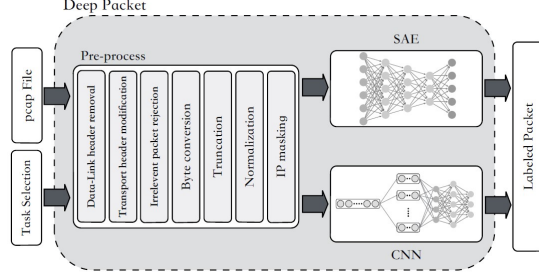 Deep Packet
pcap File
Task Selection
Pre-process
Data-Link header removal
Transport header modification
Irrelevent packet rejection
Byte conversion
Truncation
Normalization
IP masking
SAE
CNN
Labeled Packet